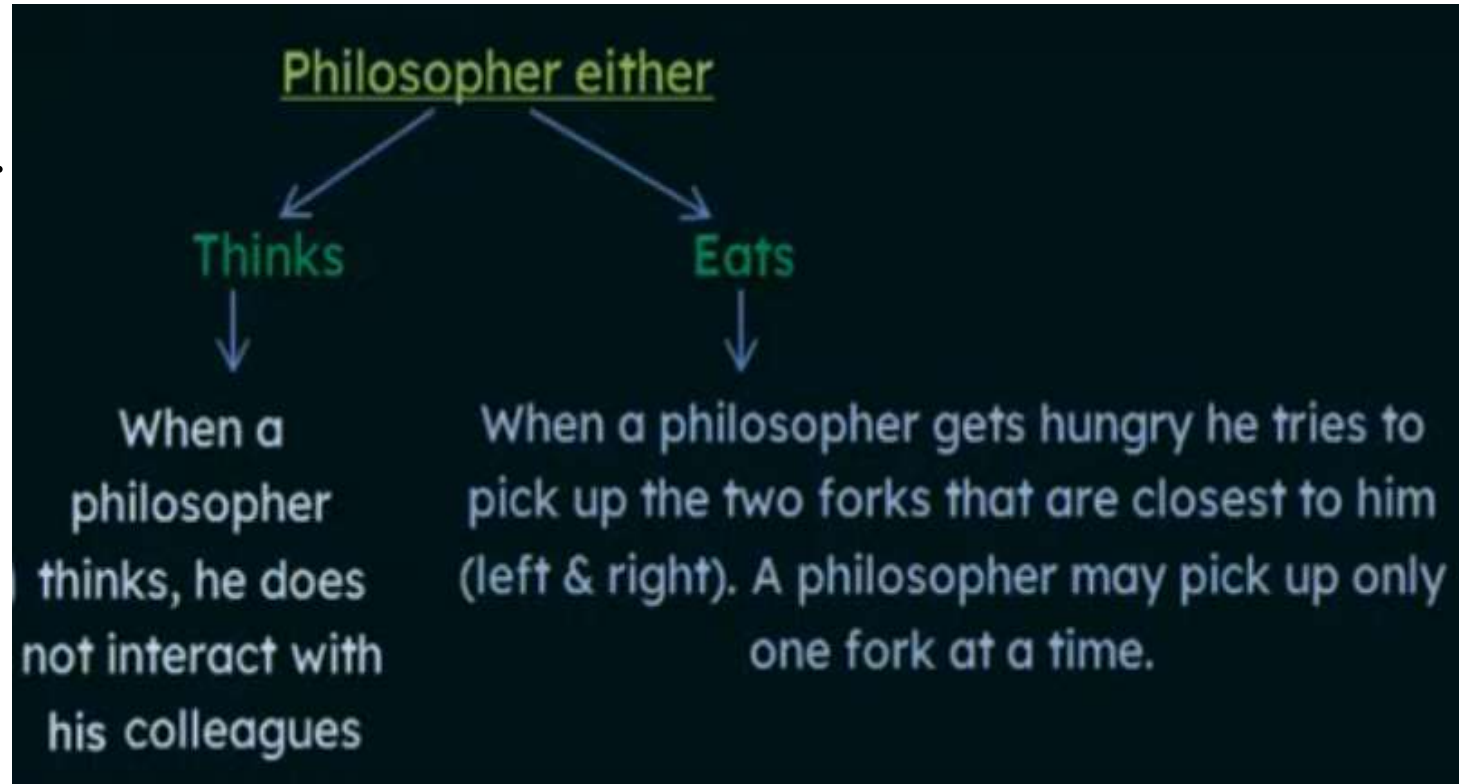 Philosopher either
Thinks
Eats
When a
philosopher
thinks, he does
not interact with
his colleagues
When a philosopher gets hungry he tries to
pick up the two forks that are closest to him
(left & right). A philosopher may pick up only
one fork at a time.